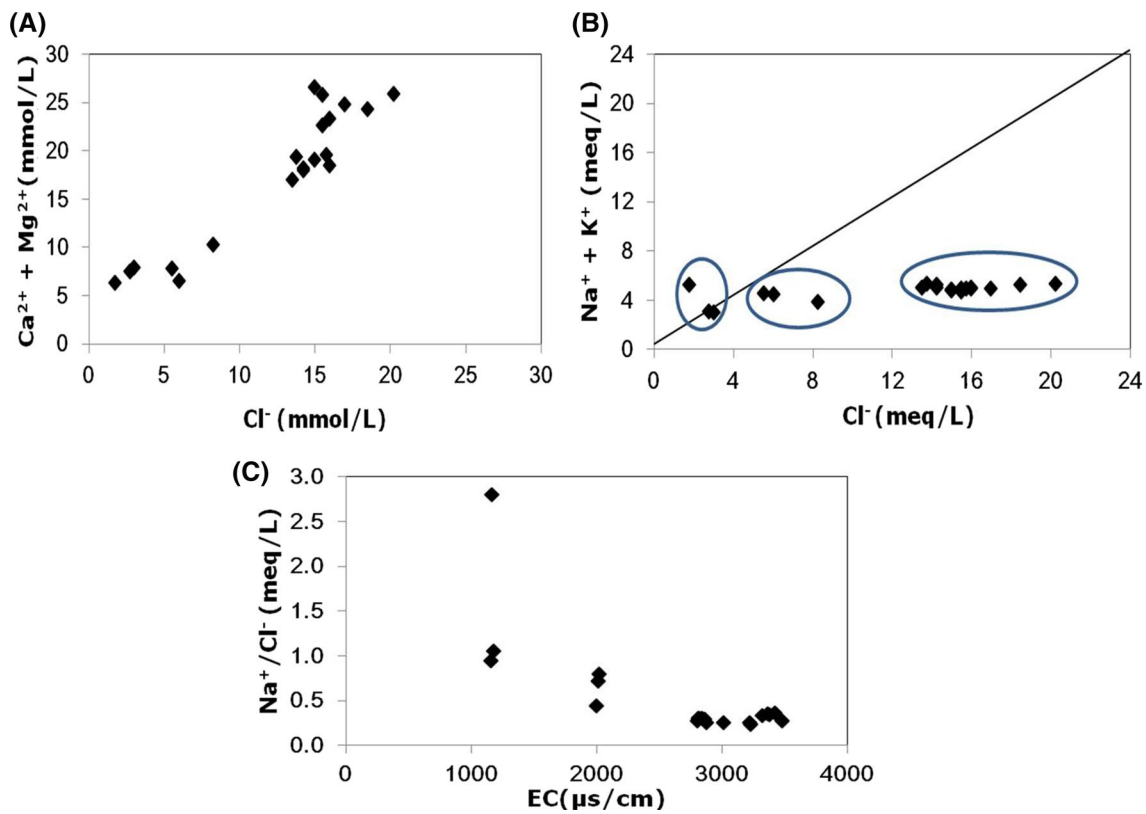 (A)
Ca²⁺ + Mg²⁺(mmol/L)
30
25
20
15
10
5
0
0 5 10 15 20 25 30
Cl⁻ (mmol/L)
(B)
Na⁺ + K⁺ (meq/L)
24
20
16
12
8
4
0
0 4 8 12 16 20 24
Cl⁻ (meq/L)
(C)
Na⁺/Cl⁻ (meq/L)
3.0
2.5
2.0
1.5
1.0
0.5
0.0
0 1000 2000 3000 4000
EC(µs/cm)